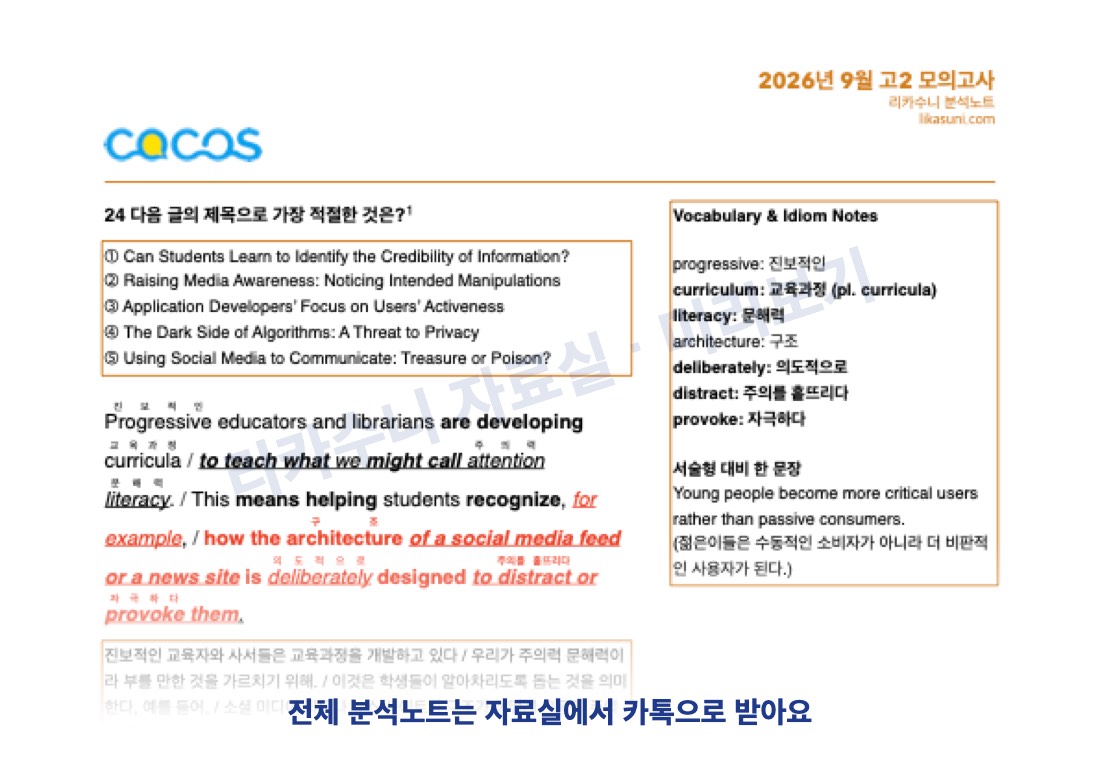 2026년 9월 고2 모의고사
리카수니 분석노트
likasuni.com
cacos
24 다음 글의 제목으로 가장 적절한 것은?¹
① Can Students Learn to Identify the Credibility of Information?
② Raising Media Awareness: Noticing Intended Manipulations
③ Application Developers' Focus on Users' Activeness
④ The Dark Side of Algorithms: A Threat to Privacy
⑤ Using Social Media to Communicate: Treasure or Poison?
진 보 적 인
Progressive educators and librarians are developing
교 육 과 정 주 의 력
curricula / to teach what we might call attention
문 해 력
literacy. / This means helping students recognize, for
구 조
example, / how the architecture of a social media feed
의 도 적 으 로 주의를 흩뜨리다
or a news site is deliberately designed to distract or
자 극 하 다
provoke them.
진보적인 교육자와 사서들은 교육과정을 개발하고 있다 / 우리가 주의력 문해력이
라 부를 만한 것을 가르치기 위해. / 이것은 학생들이 알아차리도록 돕는 것을 의미
한다, 예를 들어, / 소셜 미디
Vocabulary & Idiom Notes
progressive: 진보적인
curriculum: 교육과정 (pl. curricula)
literacy: 문해력
architecture: 구조
deliberately: 의도적으로
distract: 주의를 흩뜨리다
provoke: 자극하다
서술형 대비 한 문장
Young people become more critical users
rather than passive consumers.
(젊은이들은 수동적인 소비자가 아니라 더 비판적
인 사용자가 된다.)
리카수니 자료실 · 미리보기
전체 분석노트는 자료실에서 카톡으로 받아요